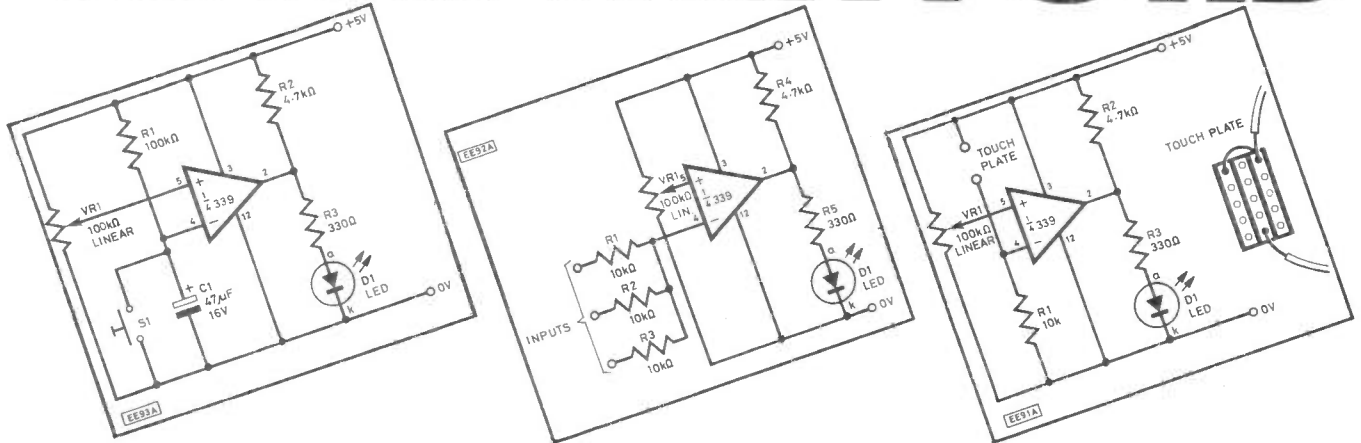 +5V
R2
4.7kΩ
R1
100kΩ
3
5
+
2
1/4 339
VR1
100kΩ
LINEAR
4
−
12
R3
330Ω
a
D1
LED
k
+
C1
47µF
16V
S1
0V
EE93A
+5V
R4
4.7kΩ
EE92A
3
VR1
5
+
2
100kΩ
LIN
1/4 339
4
−
12
R5
330Ω
R1
10kΩ
a
D1
LED
k
R2
10kΩ
INPUTS
R3
10kΩ
0V
+5V
R2
4.7kΩ
TOUCH
PLATE
TOUCH PLATE
3
5
+
2
VR1
1/4 339
100kΩ
LINEAR
4
−
12
R3
330Ω
a
D1
LED
k
R1
10k
0V
EE91A